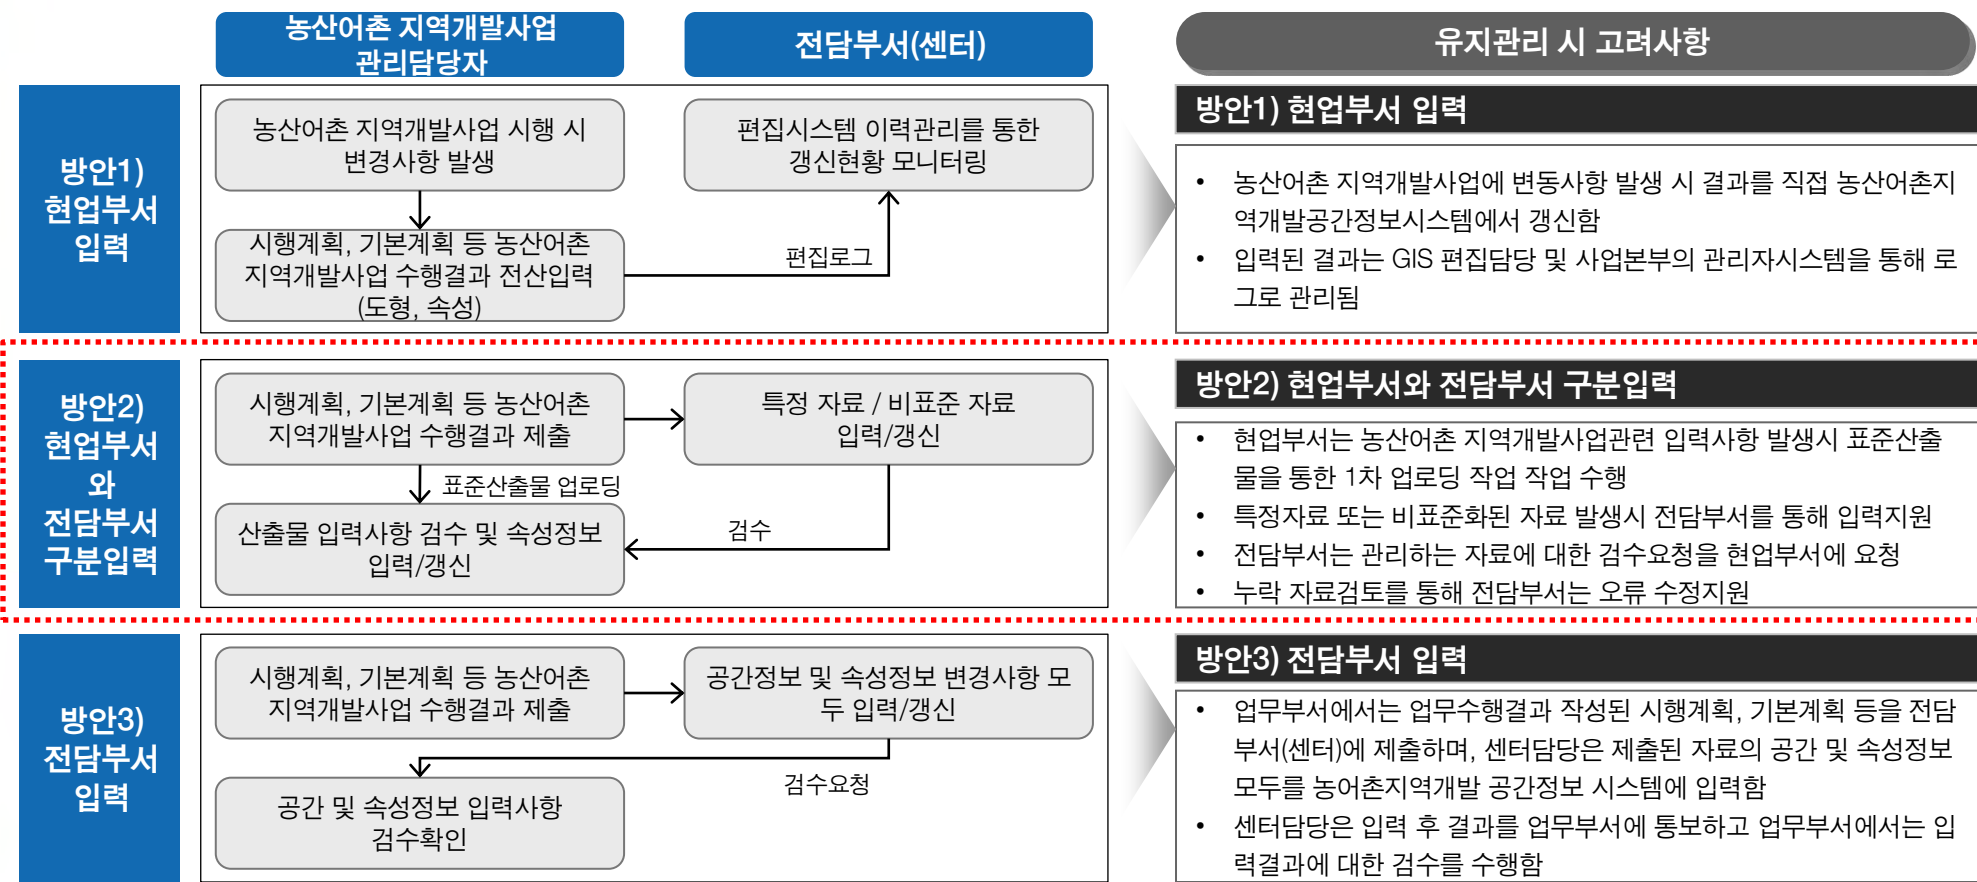 농산어촌 지역개발사업
관리담당자
전담부서(센터)
유지관리 시 고려사항
방안1)
현업부서
입력
농산어촌 지역개발사업 시행 시
변경사항 발생
편집시스템 이력관리를 통한
갱신현황 모니터링
시행계획, 기본계획 등 농산어촌
지역개발사업 수행결과 전산입력
(도형, 속성)
편집로그
방안1) 현업부서 입력
• 농산어촌 지역개발사업에 변동사항 발생 시 결과를 직접 농산어촌지
역개발공간정보시스템에서 갱신함
• 입력된 결과는 GIS 편집담당 및 사업본부의 관리자시스템을 통해 로
그로 관리됨
방안2)
현업부서
와
전담부서
구분입력
시행계획, 기본계획 등 농산어촌
지역개발사업 수행결과 제출
특정 자료 / 비표준 자료
입력/갱신
표준산출물 업로딩
산출물 입력사항 검수 및 속성정보
입력/갱신
검수
방안2) 현업부서와 전담부서 구분입력
• 현업부서는 농산어촌 지역개발사업관련 입력사항 발생시 표준산출
물을 통한 1차 업로딩 작업 작업 수행
• 특정자료 또는 비표준화된 자료 발생시 전담부서를 통해 입력지원
• 전담부서는 관리하는 자료에 대한 검수요청을 현업부서에 요청
• 누락 자료검토를 통해 전담부서는 오류 수정지원
방안3)
전담부서
입력
시행계획, 기본계획 등 농산어촌
지역개발사업 수행결과 제출
공간정보 및 속성정보 변경사항 모
두 입력/갱신
검수요청
공간 및 속성정보 입력사항
검수확인
방안3) 전담부서 입력
• 업무부서에서는 업무수행결과 작성된 시행계획, 기본계획 등을 전담
부서(센터)에 제출하며, 센터담당은 제출된 자료의 공간 및 속성정보
모두를 농어촌지역개발 공간정보 시스템에 입력함
• 센터담당은 입력 후 결과를 업무부서에 통보하고 업무부서에서는 입
력결과에 대한 검수를 수행함